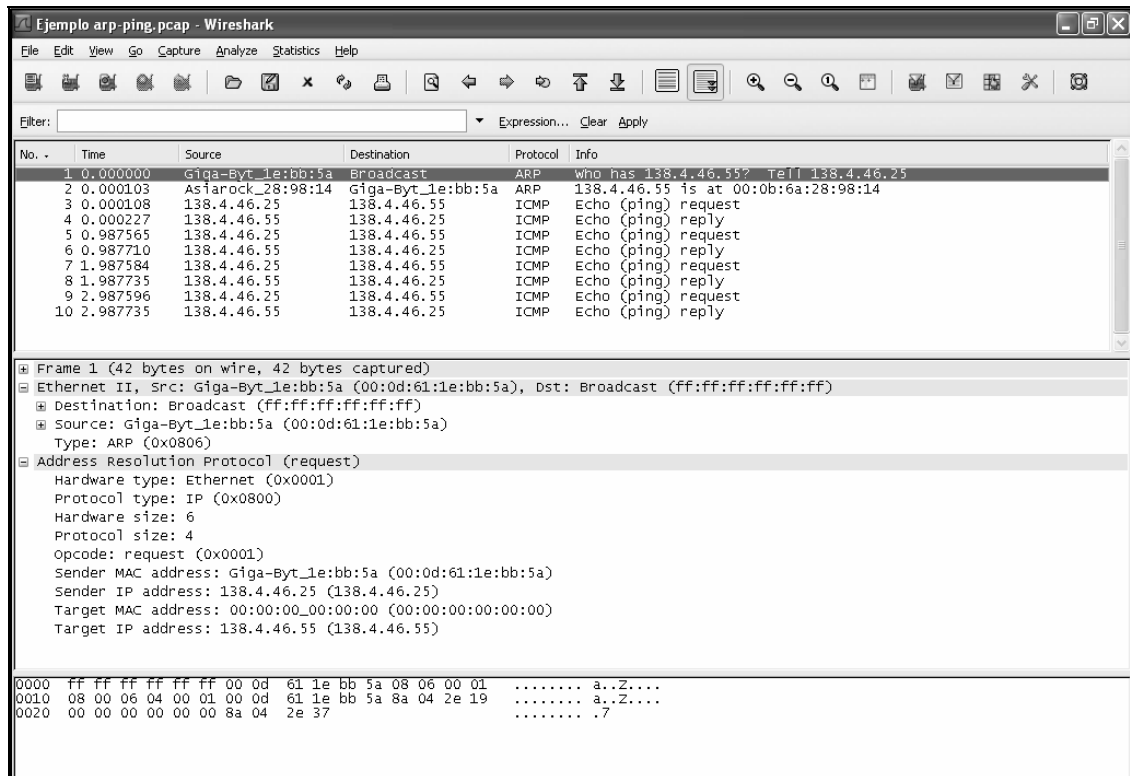 Ejemplo arp-ping.pcap - Wireshark
File Edit View Go Capture Analyze Statistics Help
Filter: Expression... Clear Apply
No. . Time Source Destination Protocol Info
1 0.000000 Giga-Byt_1e:bb:5a Broadcast ARP who has 138.4.46.55? Tell 138.4.46.25
2 0.000103 Asiarock_28:98:14 Giga-Byt_1e:bb:5a ARP 138.4.46.55 is at 00:0b:6a:28:98:14
3 0.000108 138.4.46.25 138.4.46.55 ICMP Echo (ping) request
4 0.000227 138.4.46.55 138.4.46.25 ICMP Echo (ping) reply
5 0.987565 138.4.46.25 138.4.46.55 ICMP Echo (ping) request
6 0.987710 138.4.46.55 138.4.46.25 ICMP Echo (ping) reply
7 1.987584 138.4.46.25 138.4.46.55 ICMP Echo (ping) request
8 1.987735 138.4.46.55 138.4.46.25 ICMP Echo (ping) reply
9 2.987596 138.4.46.25 138.4.46.55 ICMP Echo (ping) request
10 2.987735 138.4.46.55 138.4.46.25 ICMP Echo (ping) reply
Frame 1 (42 bytes on wire, 42 bytes captured)
Ethernet II, Src: Giga-Byt_1e:bb:5a (00:0d:61:1e:bb:5a), Dst: Broadcast (ff:ff:ff:ff:ff:ff)
Destination: Broadcast (ff:ff:ff:ff:ff:ff)
Source: Giga-Byt_1e:bb:5a (00:0d:61:1e:bb:5a)
Type: ARP (0x0806)
Address Resolution Protocol (request)
Hardware type: Ethernet (0x0001)
Protocol type: IP (0x0800)
Hardware size: 6
Protocol size: 4
Opcode: request (0x0001)
Sender MAC address: Giga-Byt_1e:bb:5a (00:0d:61:1e:bb:5a)
Sender IP address: 138.4.46.25 (138.4.46.25)
Target MAC address: 00:00:00_00:00:00 (00:00:00:00:00:00)
Target IP address: 138.4.46.55 (138.4.46.55)
0000 ff ff ff ff ff ff 00 0d 61 1e bb 5a 08 06 00 01 ........ a..Z....
0010 08 00 06 04 00 01 00 0d 61 1e bb 5a 8a 04 2e 19 ........ a..Z....
0020 00 00 00 00 00 00 8a 04 2e 37 ........ .7